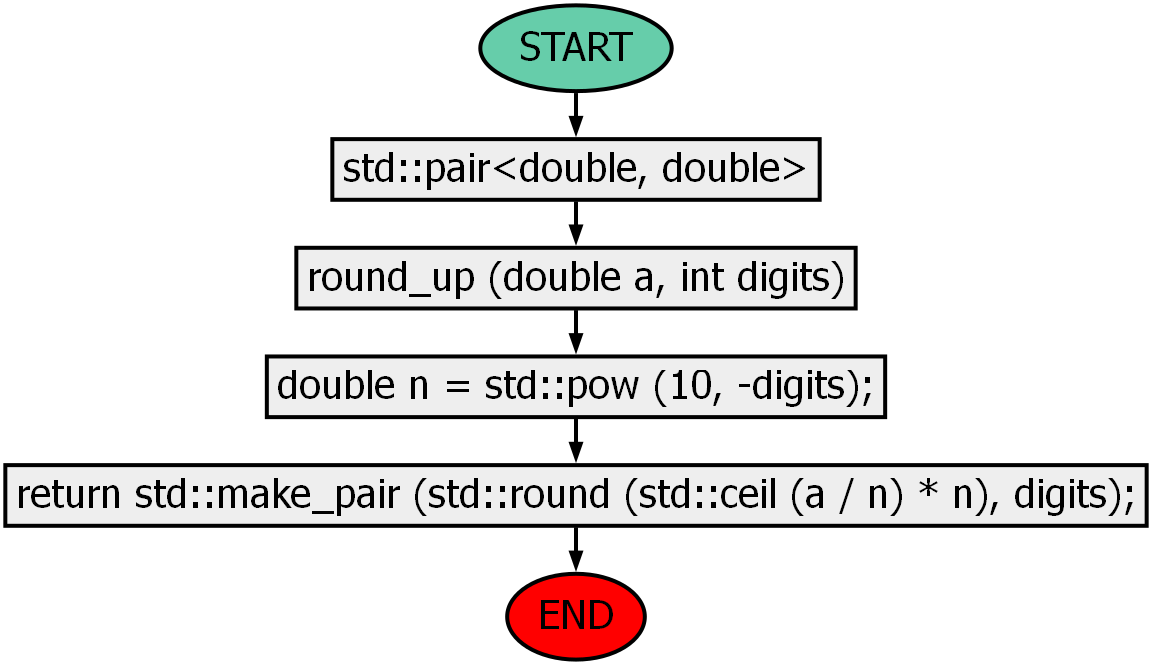 START
std::pair<double, double>
round_up (double a, int digits)
double n = std::pow (10, -digits);
return std::make_pair (std::round (std::ceil (a / n) * n), digits);
END